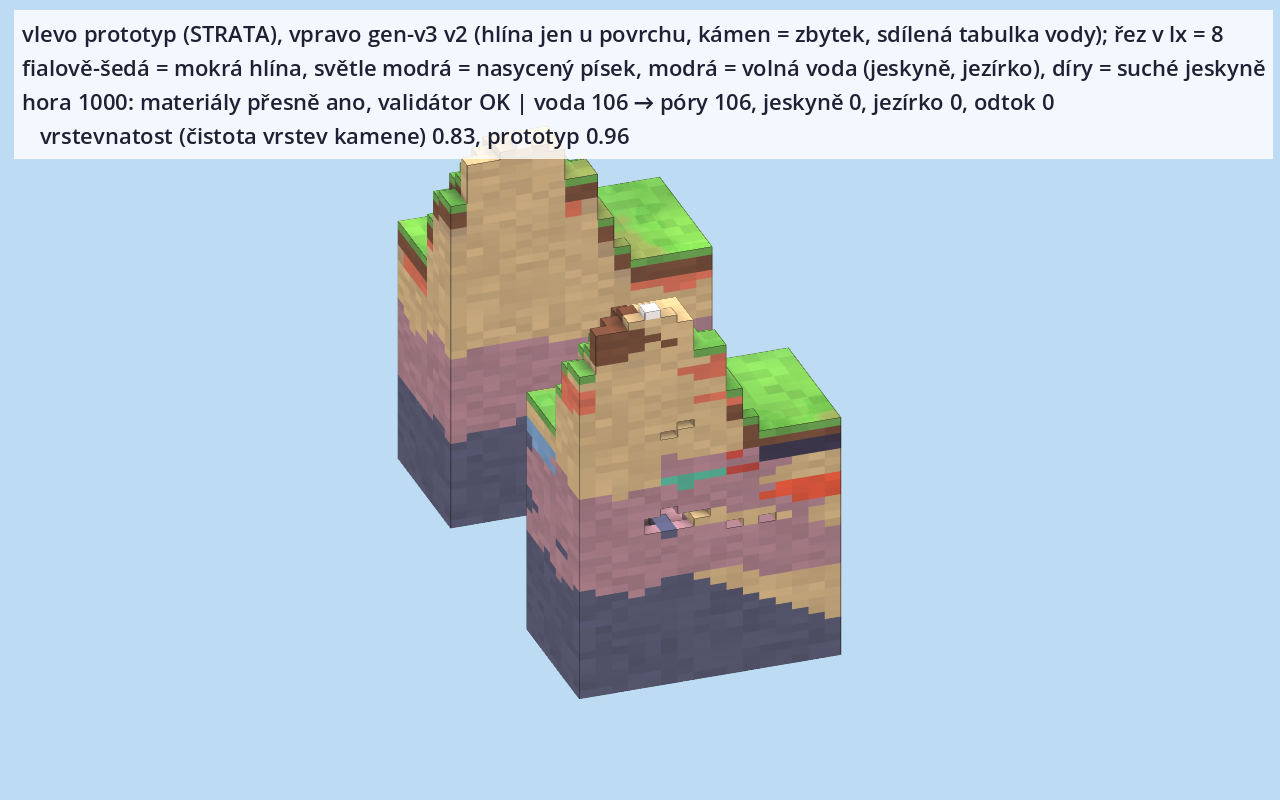 vlevo prototyp (STRATA), vpravo gen-v3 v2 (hlína jen u povrchu, kámen = zbytek, sdílená tabulka vody); řez v lx = 8
fialově-šedá = mokrá hlína, světle modrá = nasycený písek, modrá = volná voda (jeskyně, jezírko), díry = suché jeskyně
hora 1000: materiály přesně ano, validátor OK | voda 106 → póry 106, jeskyně 0, jezírko 0, odtok 0
vrstevnatost (čistota vrstev kamene) 0.83, prototyp 0.96